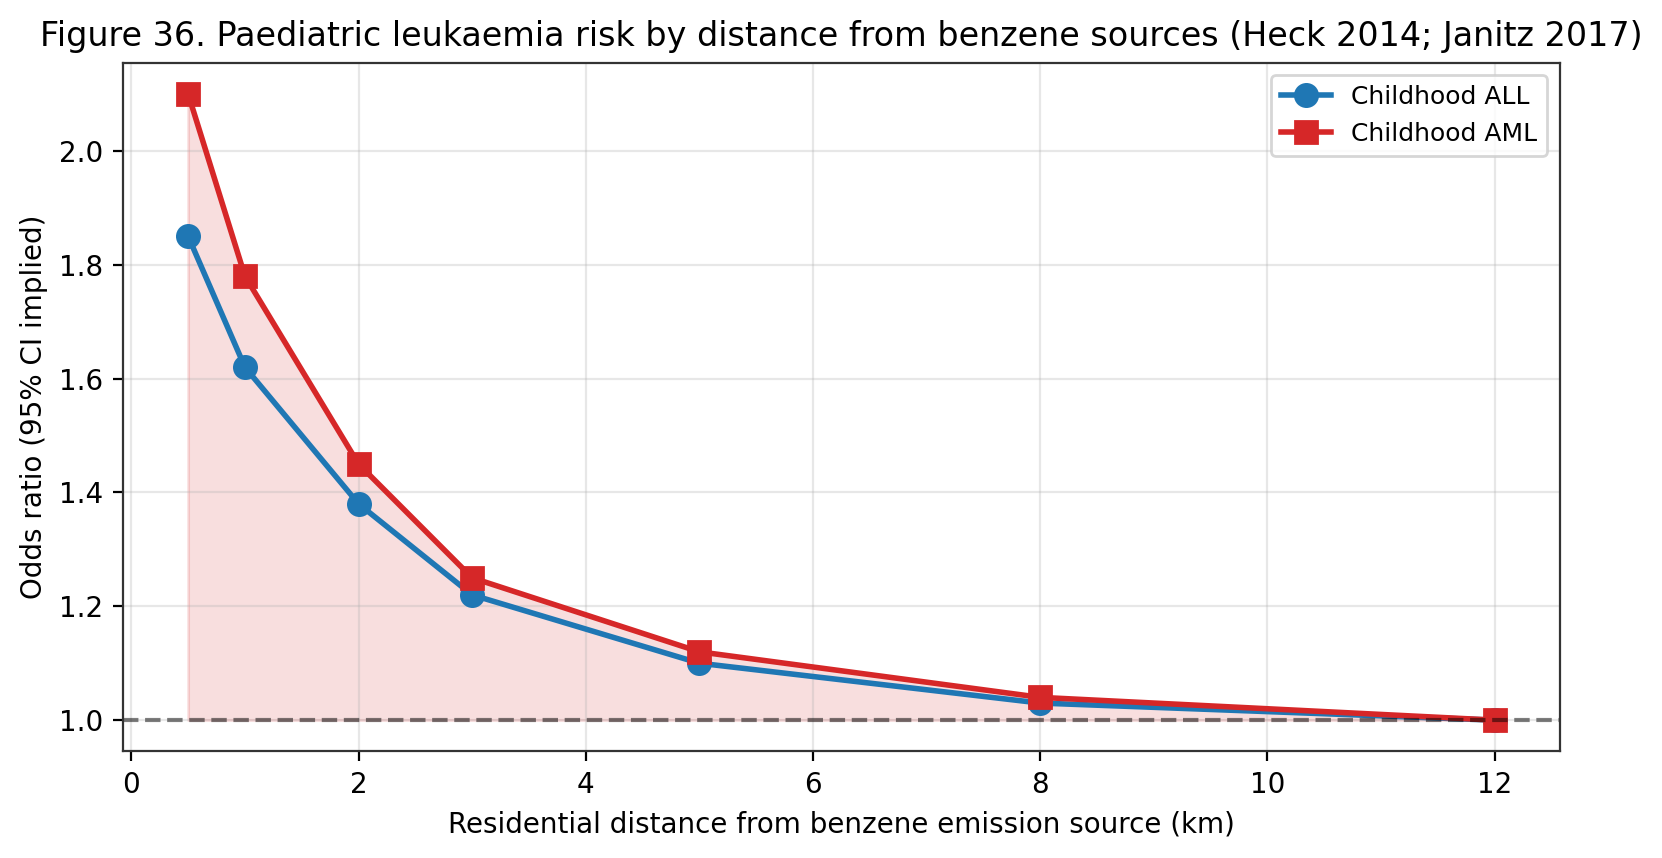 Figure 36. Paediatric leukaemia risk by distance from benzene sources (Heck 2014; Janitz 2017)
Childhood ALL
Childhood AML
Odds ratio (95% CI implied)
2.0
1.8
1.6
1.4
1.2
1.0
0 2 4 6 8 10 12
Residential distance from benzene emission source (km)